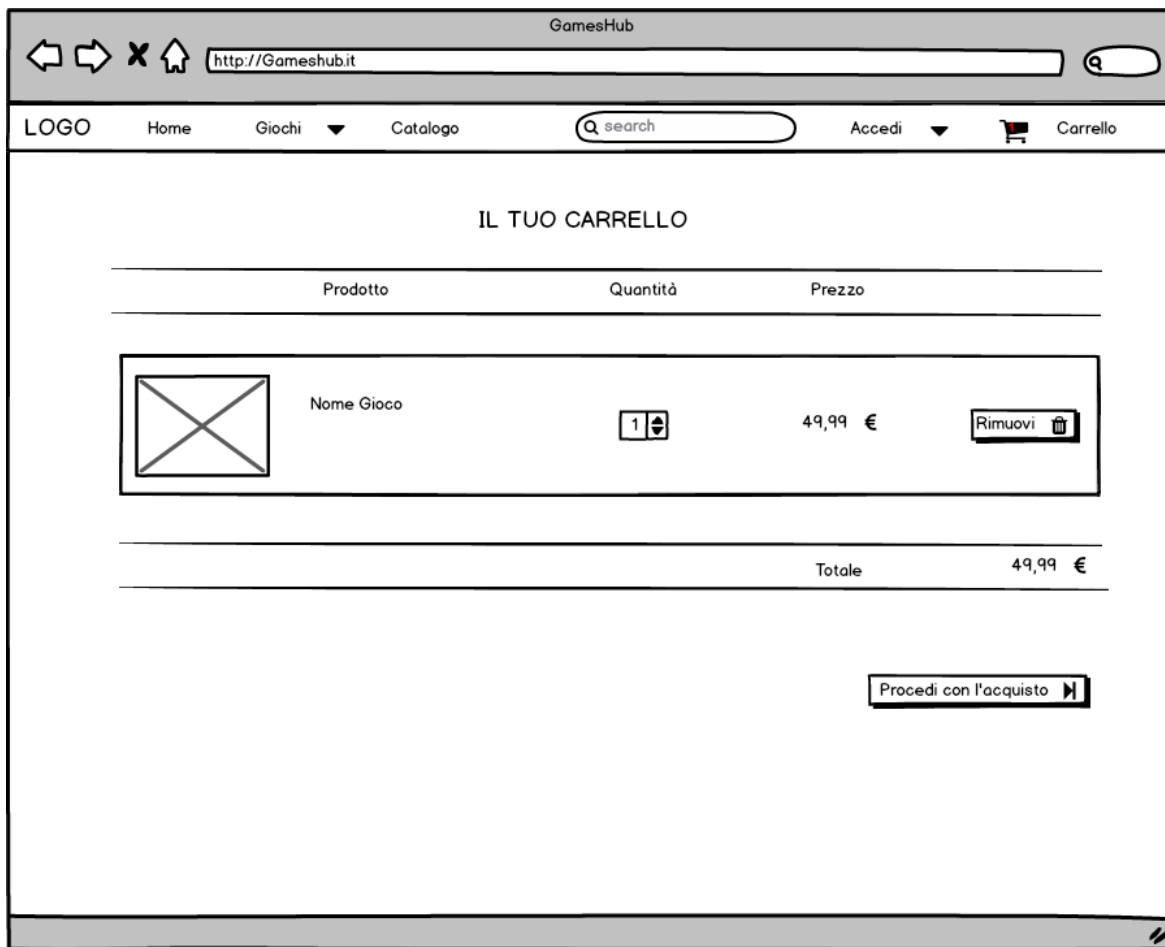 GamesHub
http://Gameshub.it
LOGO Home Giochi Catalogo search Accedi 1 Carrello
IL TUO CARRELLO
Prodotto Quantità Prezzo
Nome Gioco 1 49,99 € Rimuovi
Totale 49,99 €
Procedi con l'acquisto